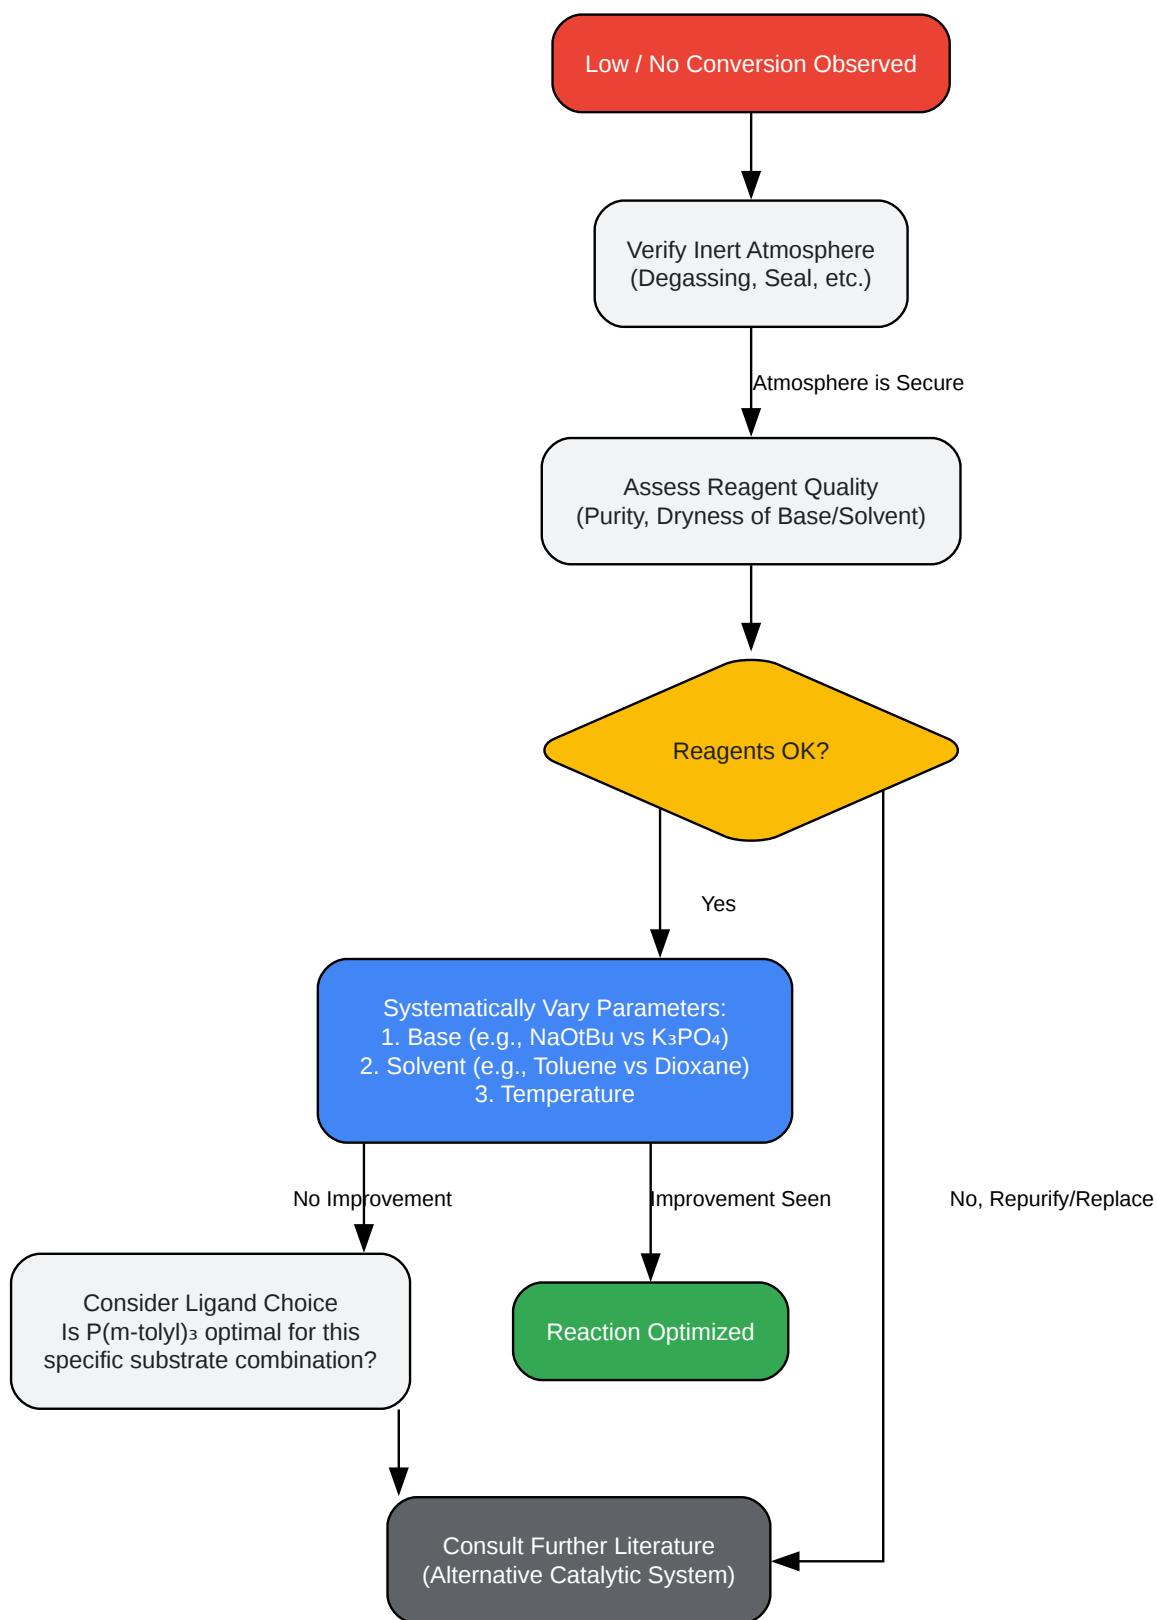 Low / No Conversion Observed
Verify Inert Atmosphere
(Degassing, Seal, etc.)
Atmosphere is Secure
Assess Reagent Quality
(Purity, Dryness of Base/Solvent)
Reagents OK?
Yes
Systematically Vary Parameters:
1. Base (e.g., NaOtBu vs K₃PO₄)
2. Solvent (e.g., Toluene vs Dioxane)
3. Temperature
No Improvement
Improvement Seen
No, Repurify/Replace
Consider Ligand Choice
Is P(m-tolyl)₃ optimal for this
specific substrate combination?
Reaction Optimized
Consult Further Literature
(Alternative Catalytic System)